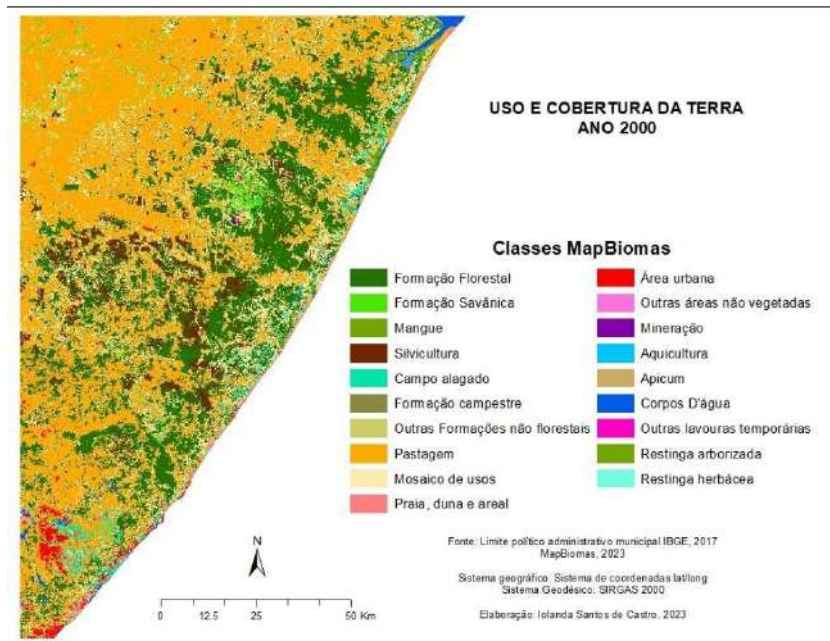 USO E COBERTURA DA TERRA
ANO 2000
Classes MapBiomas
Formação Florestal
Formação Savânica
Mangue
Silvicultura
Campo alagado
Formação campestre
Outras Formações não florestais
Pastagem
Mosaico de usos
Praia, duna e areal
Área urbana
Outras áreas não vegetadas
Mineração
Aquicultura
Apicum
Corpos D'água
Outras lavouras temporárias
Restinga arborizada
Restinga herbácea
N
0 12.5 25 50 Km
Fonte: Limite político administrativo municipal IBGE, 2017
MapBiomas, 2023
Sistema geográfico: Sistema de coordenadas lat/long
Sistema Geodésico: SIRGAS 2000
Elaboração: Iolanda Santos de Castro, 2023